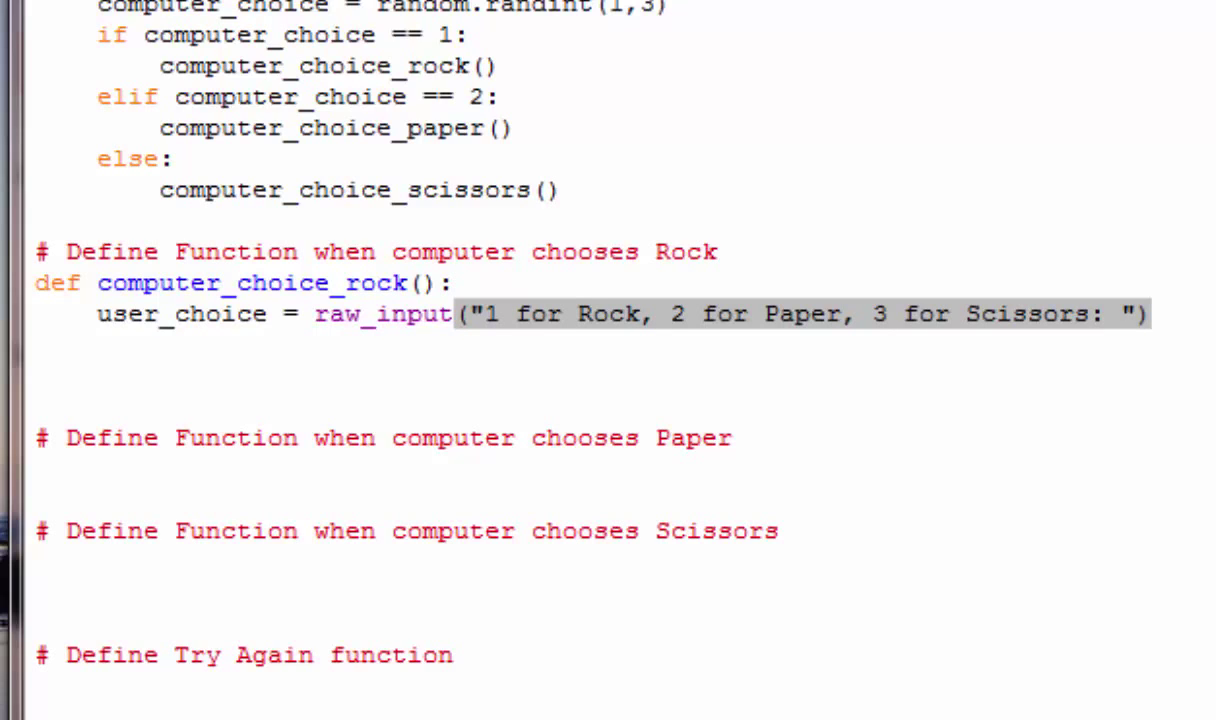 computer_choice = random.randint(1,3)
if computer_choice == 1:
computer_choice_rock()
elif computer_choice == 2:
computer_choice_paper()
else:
computer_choice_scissors()
# Define Function when computer chooses Rock
def computer_choice_rock():
user_choice = raw_input("1 for Rock, 2 for Paper, 3 for Scissors: ")
# Define Function when computer chooses Paper
# Define Function when computer chooses Scissors
# Define Try Again function